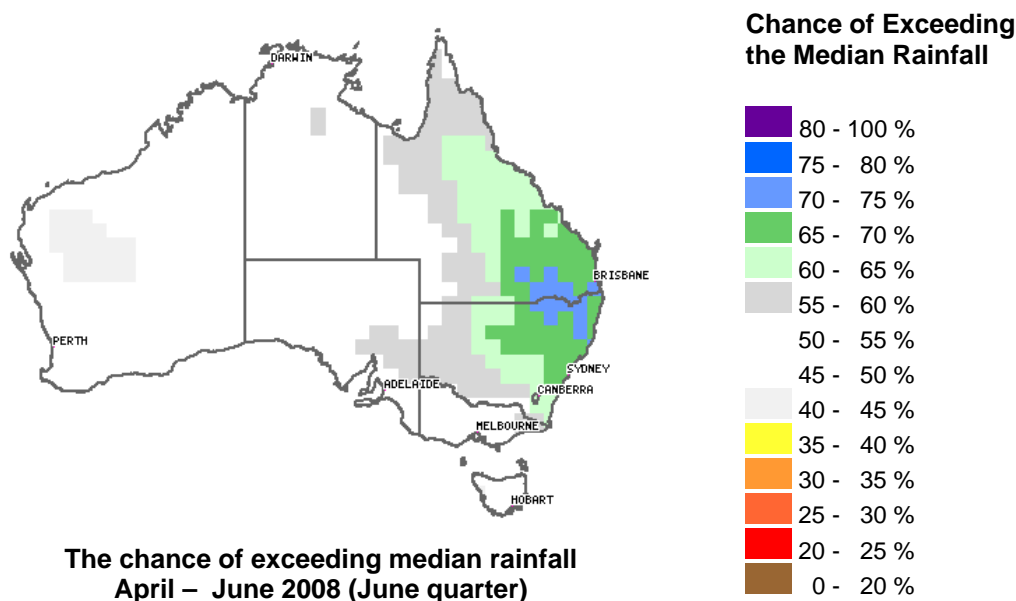 Chance of Exceeding
the Median Rainfall
80 - 100 %
75 - 80 %
70 - 75 %
65 - 70 %
60 - 65 %
55 - 60 %
50 - 55 %
45 - 50 %
40 - 45 %
35 - 40 %
30 - 35 %
25 - 30 %
20 - 25 %
0 - 20 %
DARWIN
BRISBANE
PERTH
SYDNEY
ADELAIDE
CANBERRA
MELBOURNE
HOBART
The chance of exceeding median rainfall
April – June 2008 (June quarter)